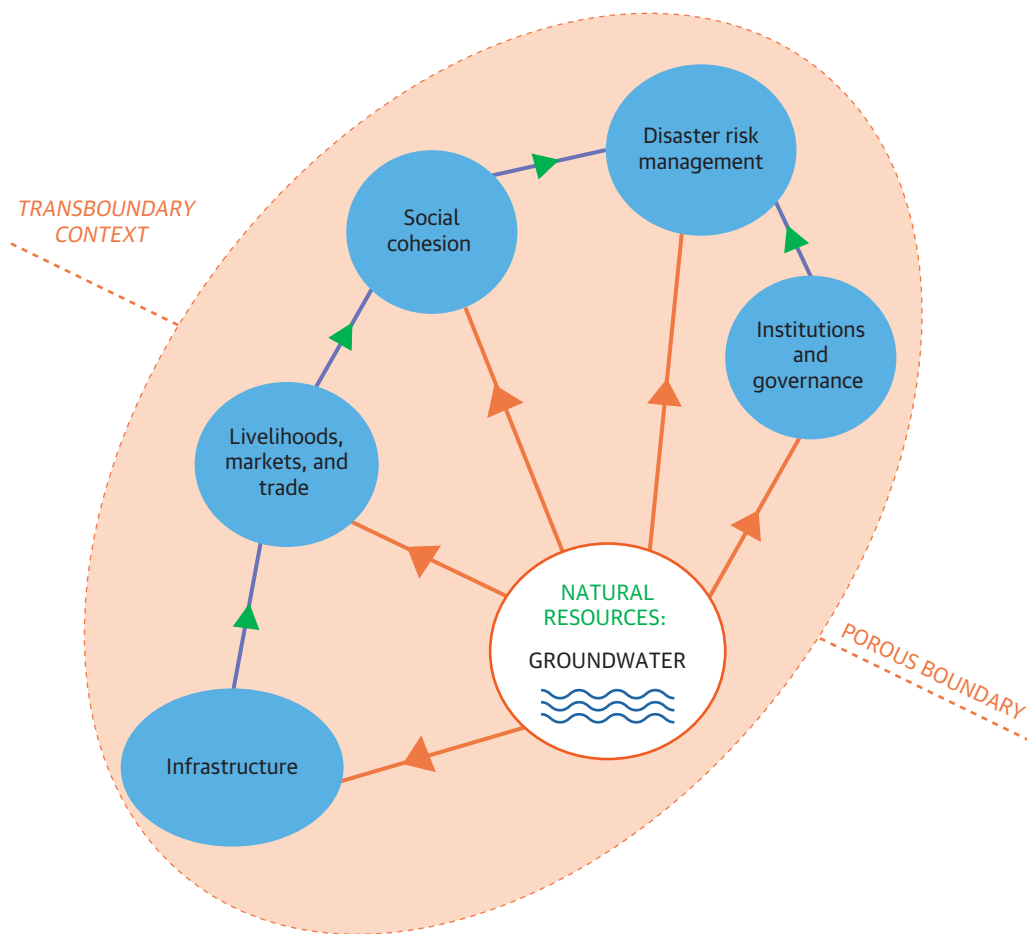 Disaster risk
management
TRANSBOUNDARY
CONTEXT
Social
cohesion
Institutions
and
governance
Livelihoods,
markets, and
trade
NATURAL
RESOURCES:
GROUNDWATER
POROUS BOUNDARY
Infrastructure